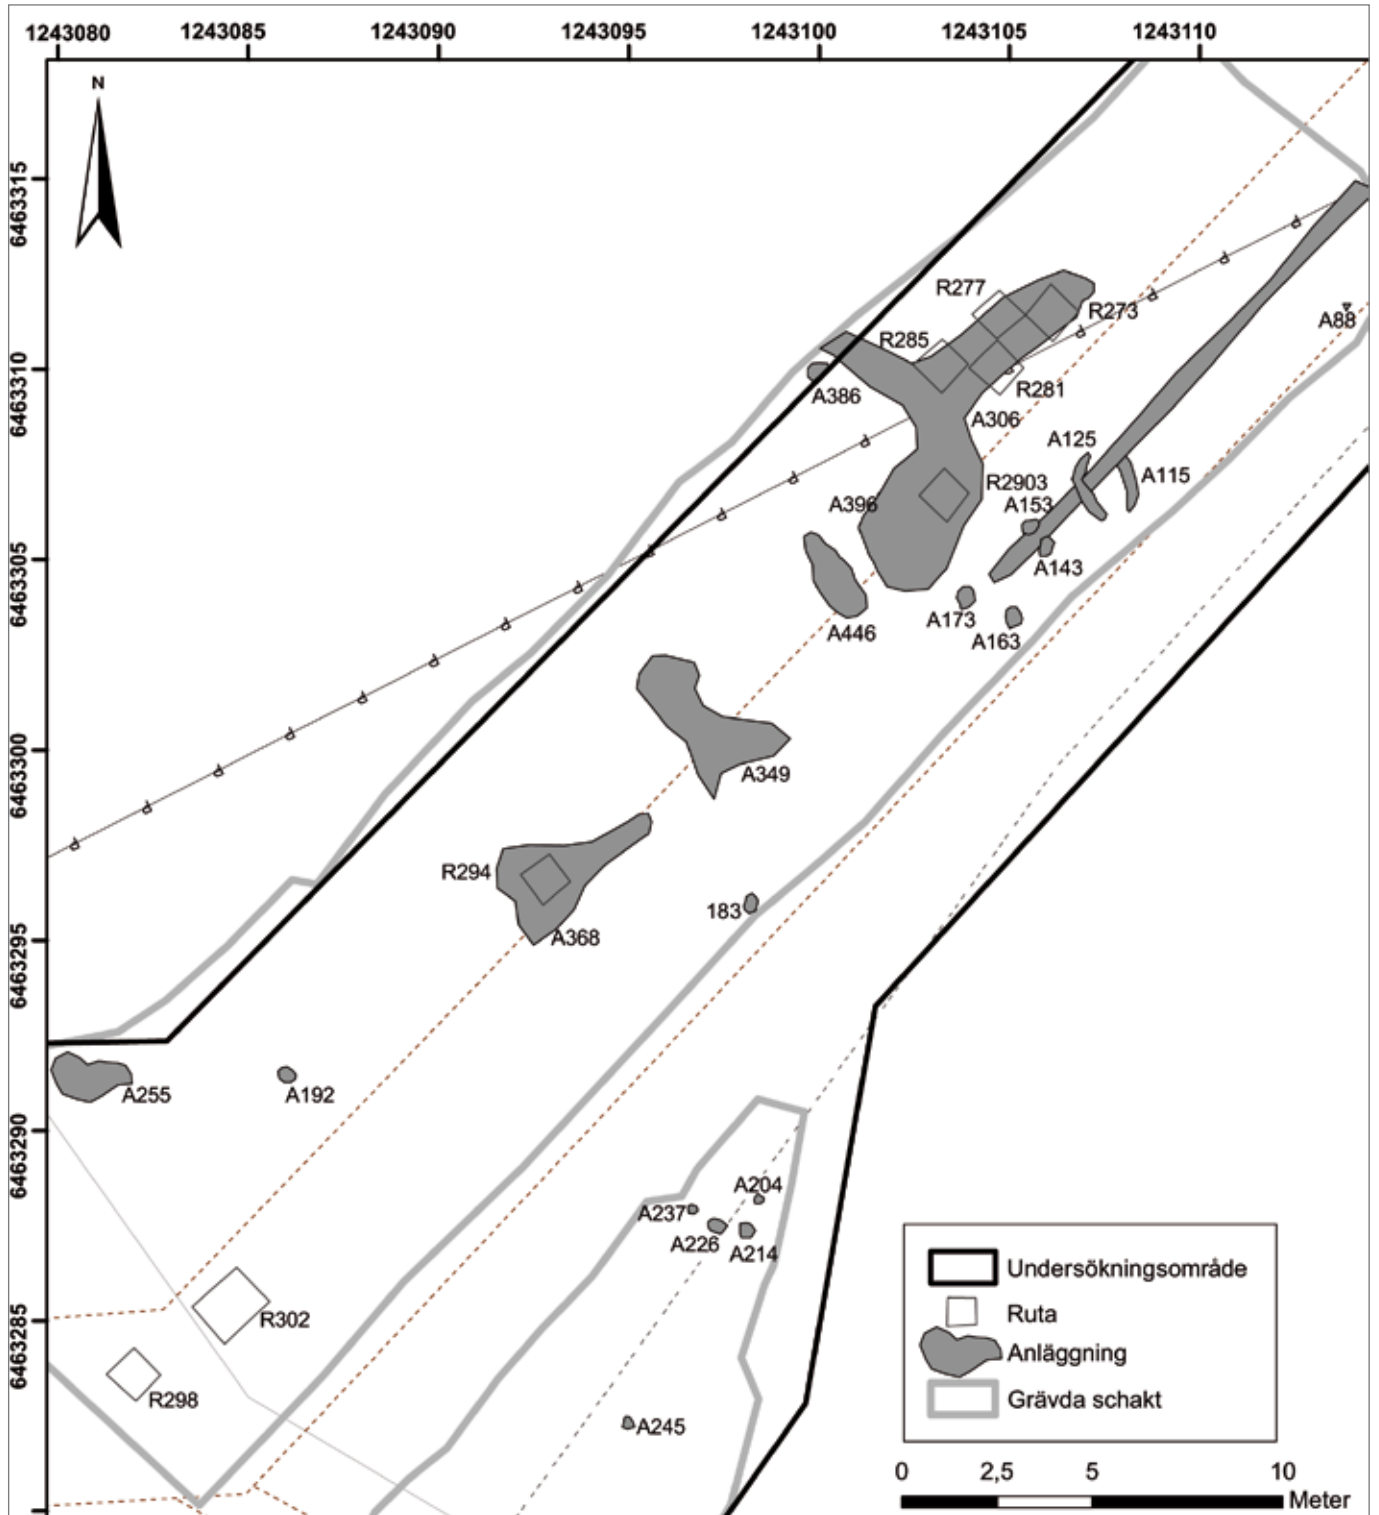 1243080 1243085 1243090 1243095 1243100 1243105 1243110
N
6463315
R277
R273
A88
R285
6463310
R281
A386
A306
A125
A115
R2903
A396
A153
6463305
A143
A173
A446
A163
6463300
A349
R294
183
A368
6463295
A255
A192
6463290
A204
A237
A226
A214
Undersökningsområde
R302
Ruta
6463285
Anläggning
R298
Grävda schakt
A245
0 2,5 5 10
Meter